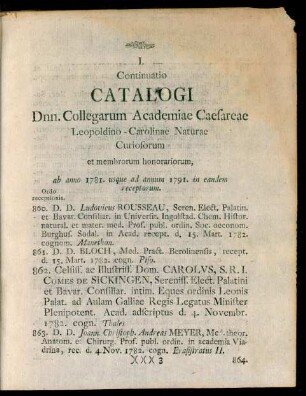 I.
Continuatio
CATALOGI
Dnn. Collegarum Academiae Caesareae
Leopoldino - Carolinae Naturae
Curiosorum
et membrorum honorariorum,
ab anno 1781. usque ad annum 1791. in eandem
Ordo receptorum.
receptionis.
860. D. D. Ludovicus ROUSSEAU, Seren. Elect. Palatin.
et Bavar. Consiliar. in Universit. Ingolstad. Chem. Histor.
natural. et mater. med. Prof. publ. ordin. Soc. oeconom.
Burghus. Sodal. in Acad. recept. d. 15. Mart. 1782.
cognom.
861. D. D. BLOCH, Med. Pract. Berolinensis, recept.
d. 15. Mart. 1782. cogn. Piso.
862. Celsiss. ac Illustriss. Dom. CAROLVS, S. R. I.
COMES DE SICKINGEN, Sereniss. Elect. Palatini
et Bavar. Consiliar. intim. Eques ordinis Leonis
Palat. ad Aulam Galliae Regis Legatus Minister
Plenipotent. Acad. adscriptus d. 4. Novembr.
1782. cogn. Thales
863. D. D. Joann. Christoph. Andreas MEYER, theor.
Anatom. et Chirurg. Prof. publ. ordin. in academia Via-
drina, rec. d. 4. Nov. 1782. cogn. Erasistratus II.
XXX 3 864.